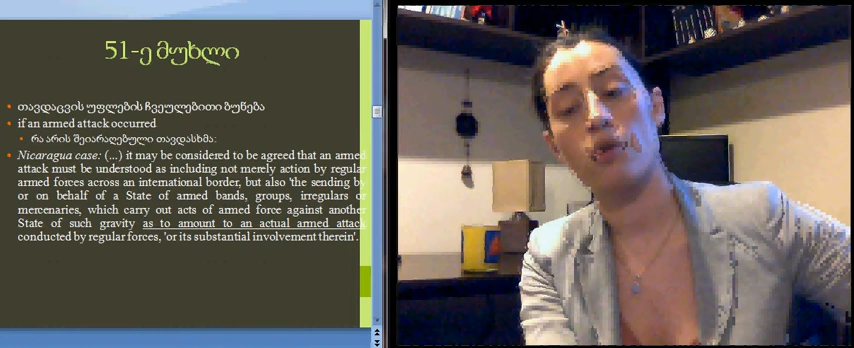 51-ე მუხლი
თავდაცვის უფლების ჩვეულებითი ბუნება
if an armed attack occurred
რა არის შეიარაღებული თავდასხმა:
Nicaragua case: (...) it may be considered to be agreed that an armed
attack must be understood as including not merely action by regular
armed forces across an international border, but also 'the sending by
or on behalf of a State of armed bands, groups, irregulars or
mercenaries, which carry out acts of armed force against another
State of such gravity as to amount to an actual armed attack
conducted by regular forces, 'or its substantial involvement therein'.